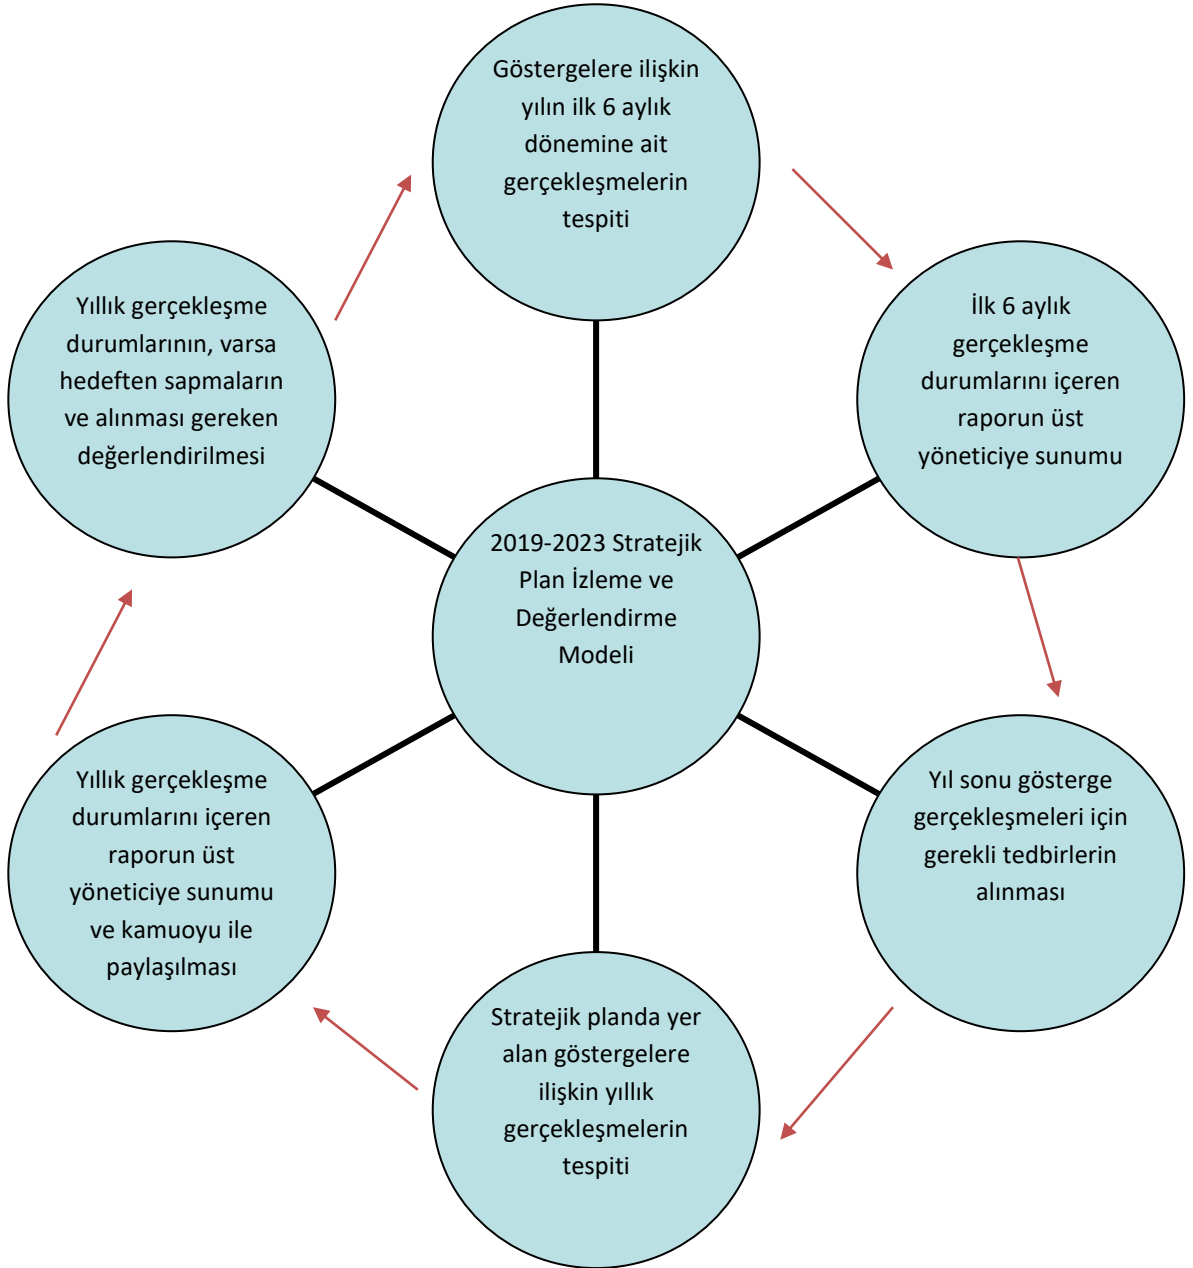 Göstergelere ilişkin
yılın ilk 6 aylık
dönemine ait
gerçekleşmelerin
tespiti
İlk 6 aylık
gerçekleşme
durumlarını içeren
raporun üst
yöneticiye sunumu
Yıl sonu gösterge
gerçekleşmeleri için
gerekli tedbirlerin
alınması
Stratejik planda yer
alan göstergelere
ilişkin yıllık
gerçekleşmelerin
tespiti
Yıllık gerçekleşme
durumlarını içeren
raporun üst
yöneticiye sunumu
ve kamuoyu ile
paylaşılması
Yıllık gerçekleşme
durumlarının, varsa
hedeften sapmaların
ve alınması gereken
değerlendirilmesi
2019-2023 Stratejik
Plan İzleme ve
Değerlendirme
Modeli